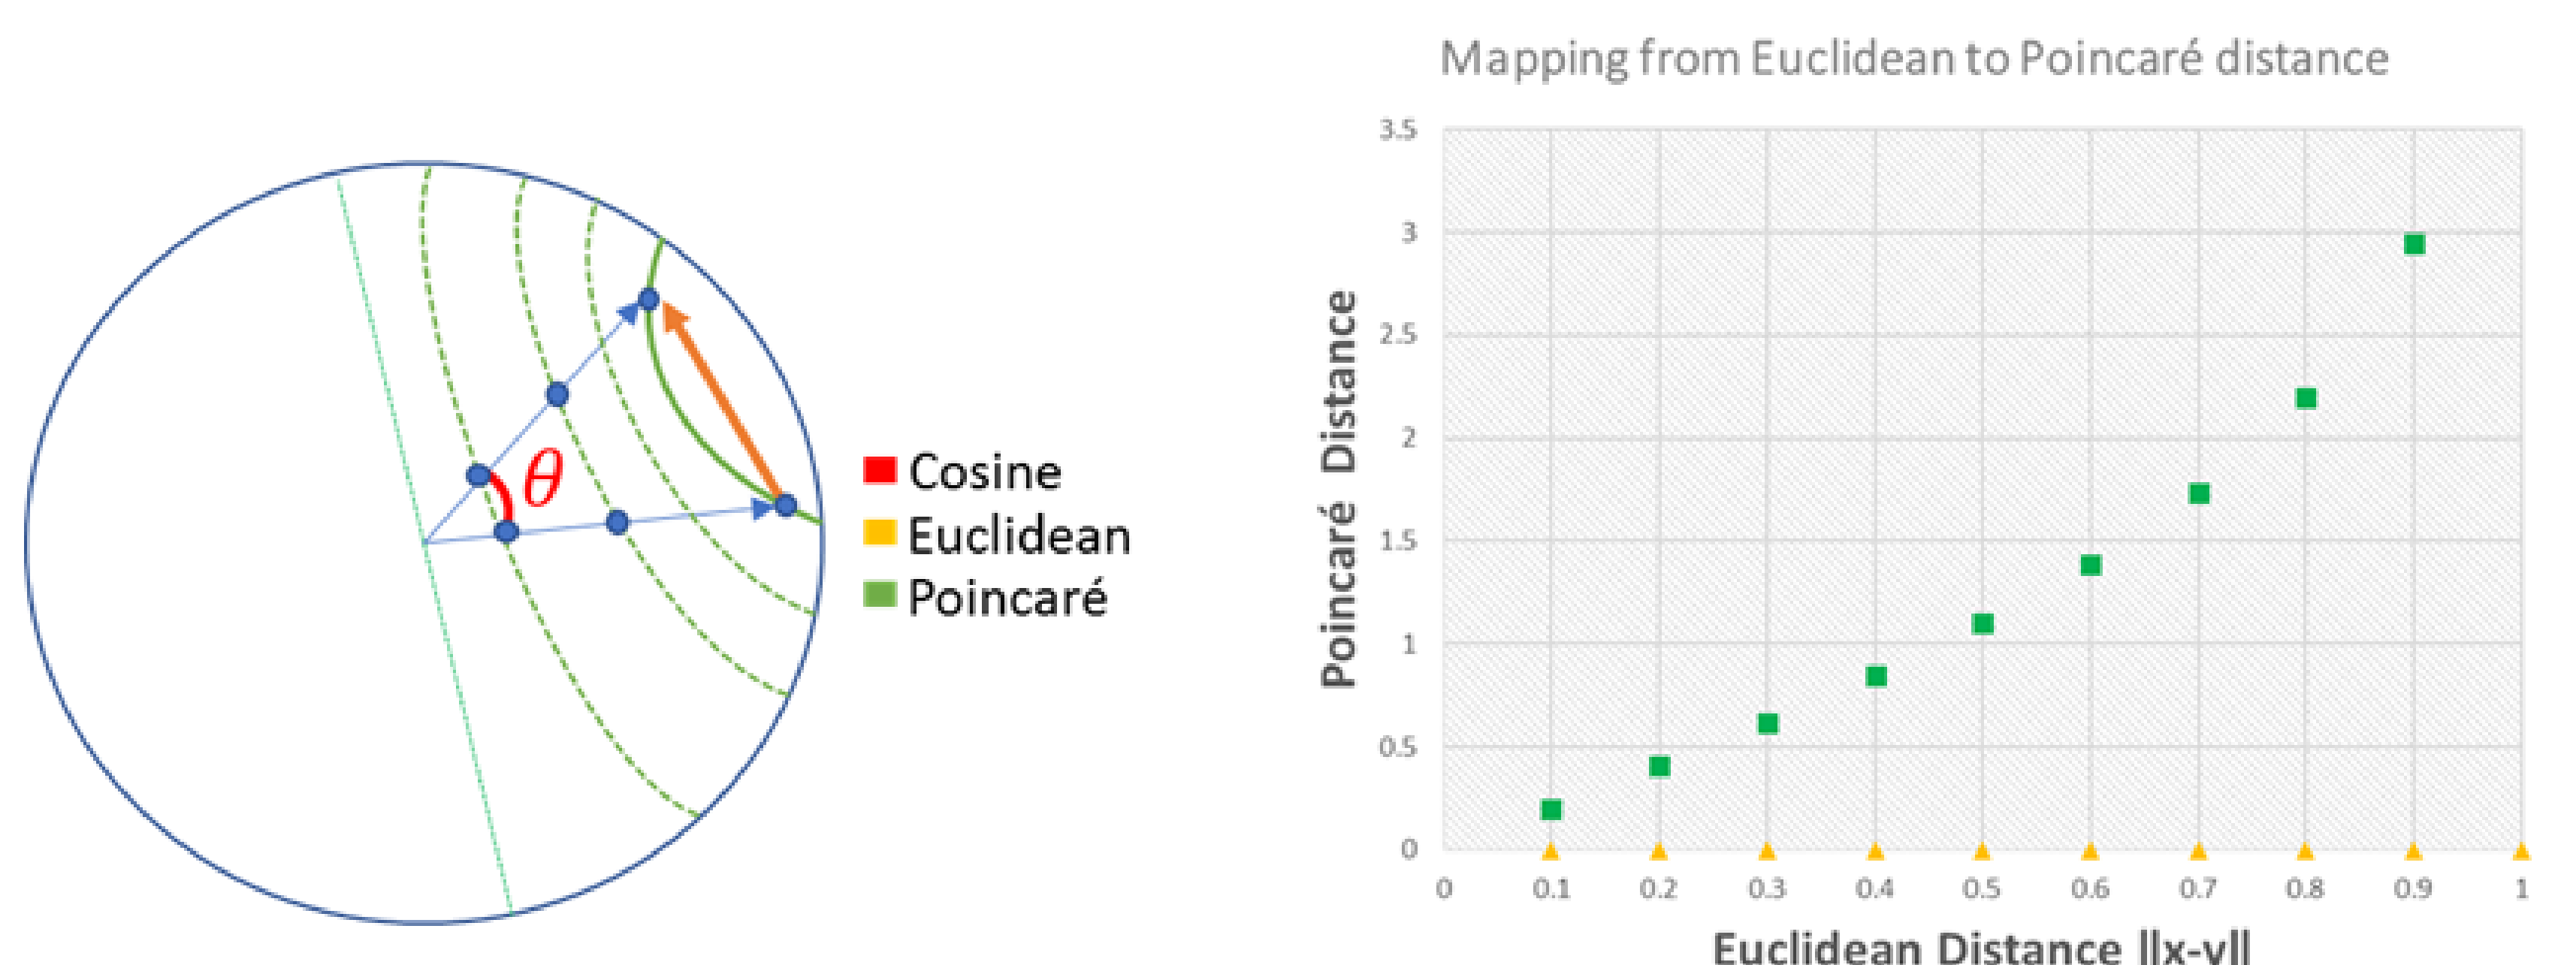 θ
Cosine
Euclidean
Poincaré
Mapping from Euclidean to Poincaré distance
Poincaré Distance
3.5
3
2.5
2
1.5
1
0.5
0
0 0.1 0.2 0.3 0.4 0.5 0.6 0.7 0.8 0.9 1
Euclidean Distance ||x-y||